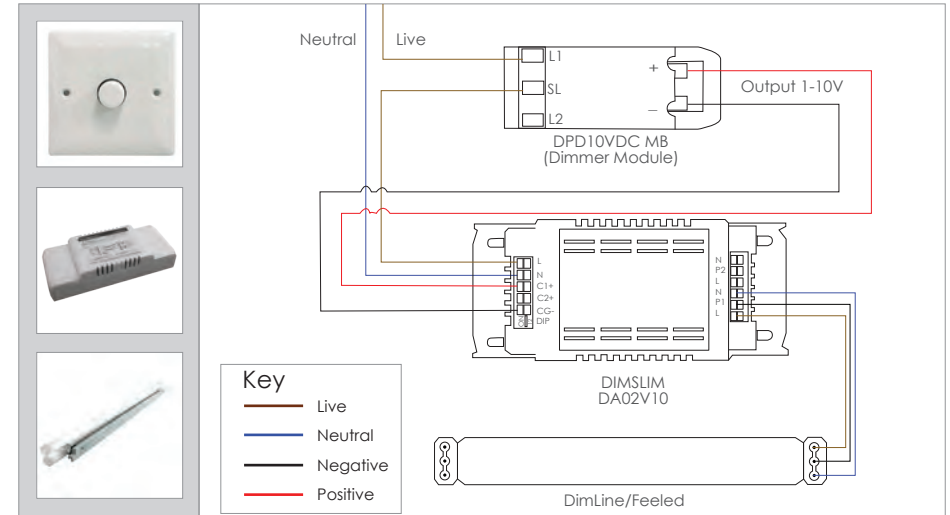 Neutral
Live
L1
SL
L2
+
−
Output 1-10V
DPD10VDC MB
(Dimmer Module)
L
N
C1+
C2+
CG-
DIP
ON
N
P2
L
N
P1
L
DIMSLIM
DA02V10
Key
Live
Neutral
Negative
Positive
DimLine/Feeled